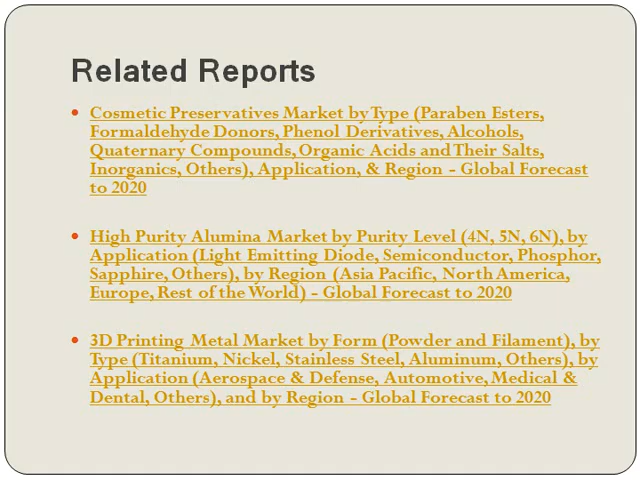 Related Reports
• Cosmetic Preservatives Market by Type (Paraben Esters,
Formaldehyde Donors, Phenol Derivatives, Alcohols,
Quaternary Compounds, Organic Acids and Their Salts,
Inorganics, Others), Application, & Region - Global Forecast
to 2020
• High Purity Alumina Market by Purity Level (4N, 5N, 6N), by
Application (Light Emitting Diode, Semiconductor, Phosphor,
Sapphire, Others), by Region (Asia Pacific, North America,
Europe, Rest of the World) - Global Forecast to 2020
• 3D Printing Metal Market by Form (Powder and Filament), by
Type (Titanium, Nickel, Stainless Steel, Aluminum, Others), by
Application (Aerospace & Defense, Automotive, Medical &
Dental, Others), and by Region - Global Forecast to 2020